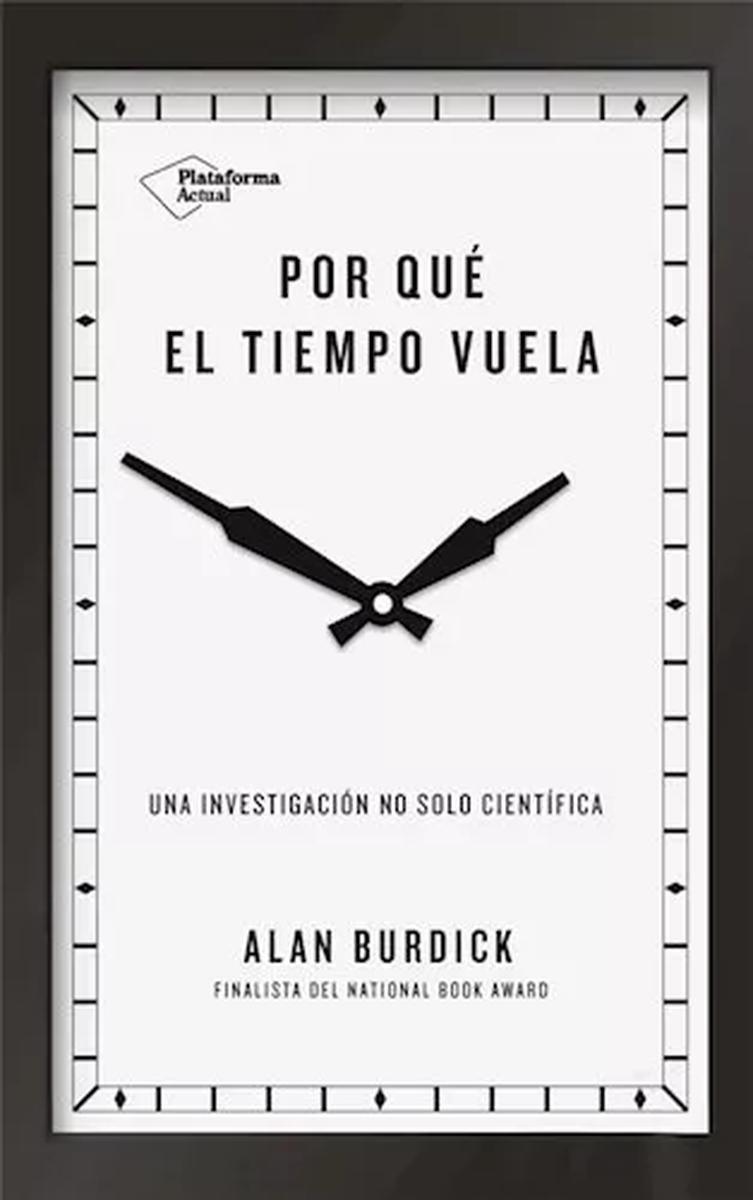 Plataforma
Actual
POR QUÉ
EL TIEMPO VUELA
UNA INVESTIGACIÓN NO SOLO CIENTÍFICA
ALAN BURDICK
FINALISTA DEL NATIONAL BOOK AWARD